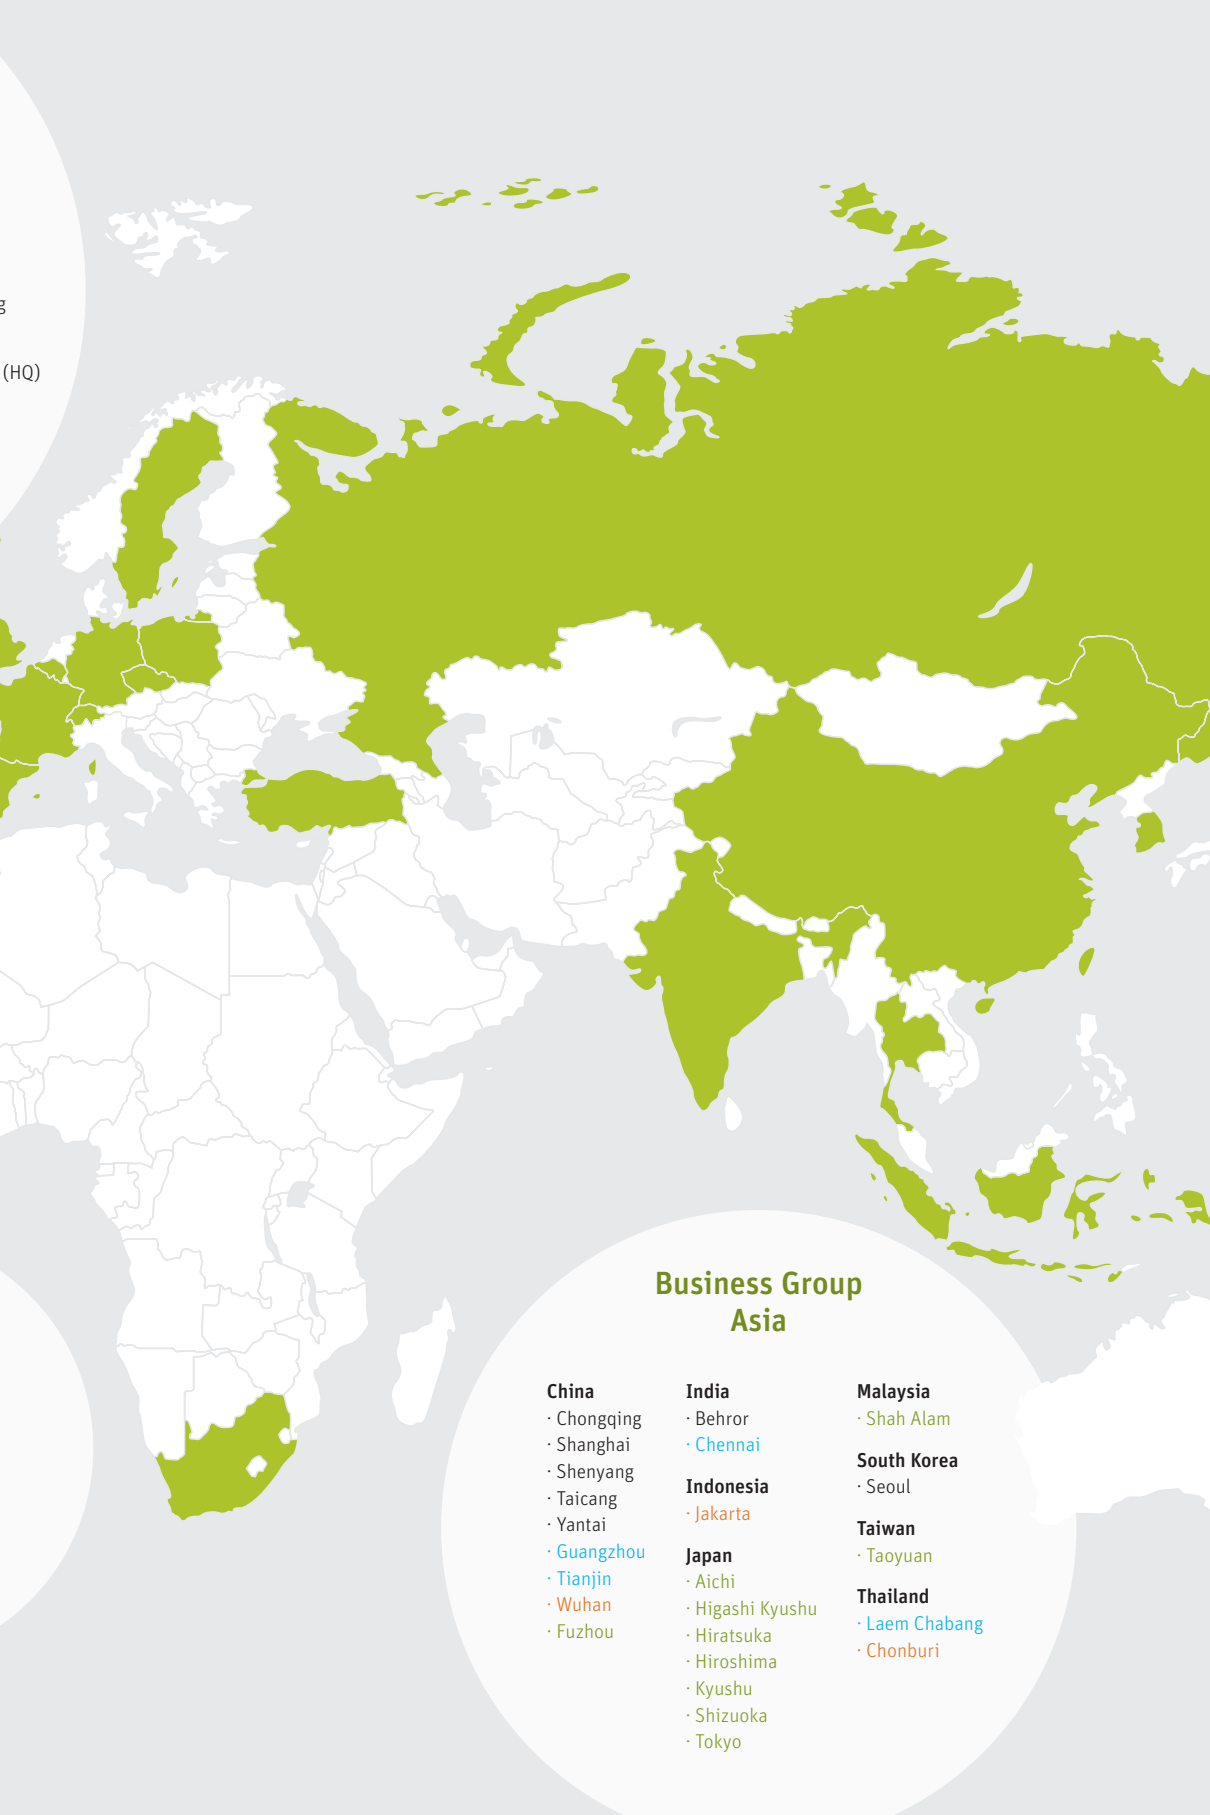 g
(HQ)
Business Group
Asia
China
· Chongqing
· Shanghai
· Shenyang
· Taicang
· Yantai
· Guangzhou
· Tianjin
· Wuhan
· Fuzhou
India
· Behror
· Chennai
Indonesia
· Jakarta
Japan
· Aichi
· Higashi Kyushu
· Hiratsuka
· Hiroshima
· Kyushu
· Shizuoka
· Tokyo
Malaysia
· Shah Alam
South Korea
· Seoul
Taiwan
· Taoyuan
Thailand
· Laem Chabang
· Chonburi